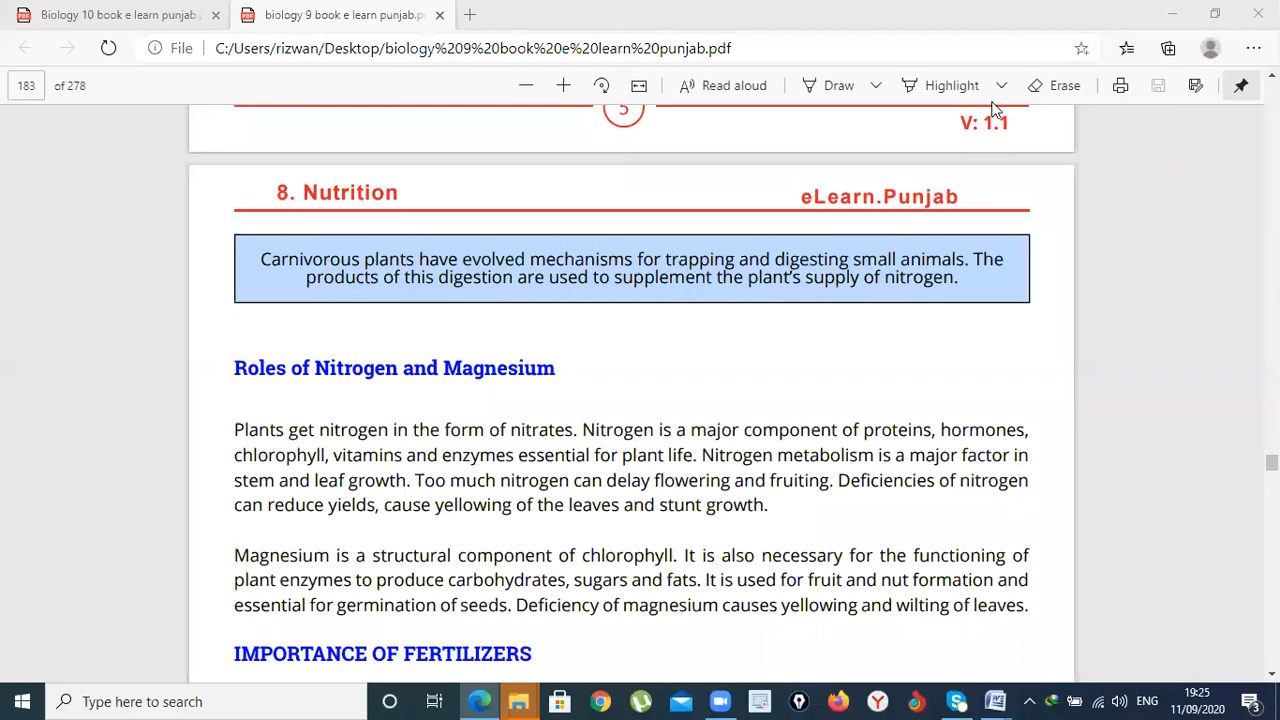 Biology 10 book e learn punjab.p
biology 9 book e learn punjab.p
File
C:/Users/rizwan/Desktop/biology%209%20book%20e%20learn%20punjab.pdf
183 of 278
Read aloud
Draw
Highlight
Erase
5
V: 1.1
8. Nutrition
eLearn.Punjab
Carnivorous plants have evolved mechanisms for trapping and digesting small animals. The
products of this digestion are used to supplement the plant's supply of nitrogen.
Roles of Nitrogen and Magnesium
Plants get nitrogen in the form of nitrates. Nitrogen is a major component of proteins, hormones,
chlorophyll, vitamins and enzymes essential for plant life. Nitrogen metabolism is a major factor in
stem and leaf growth. Too much nitrogen can delay flowering and fruiting. Deficiencies of nitrogen
can reduce yields, cause yellowing of the leaves and stunt growth.
Magnesium is a structural component of chlorophyll. It is also necessary for the functioning of
plant enzymes to produce carbohydrates, sugars and fats. It is used for fruit and nut formation and
essential for germination of seeds. Deficiency of magnesium causes yellowing and wilting of leaves.
IMPORTANCE OF FERTILIZERS
Type here to search
ENG
19:25
11/09/2020